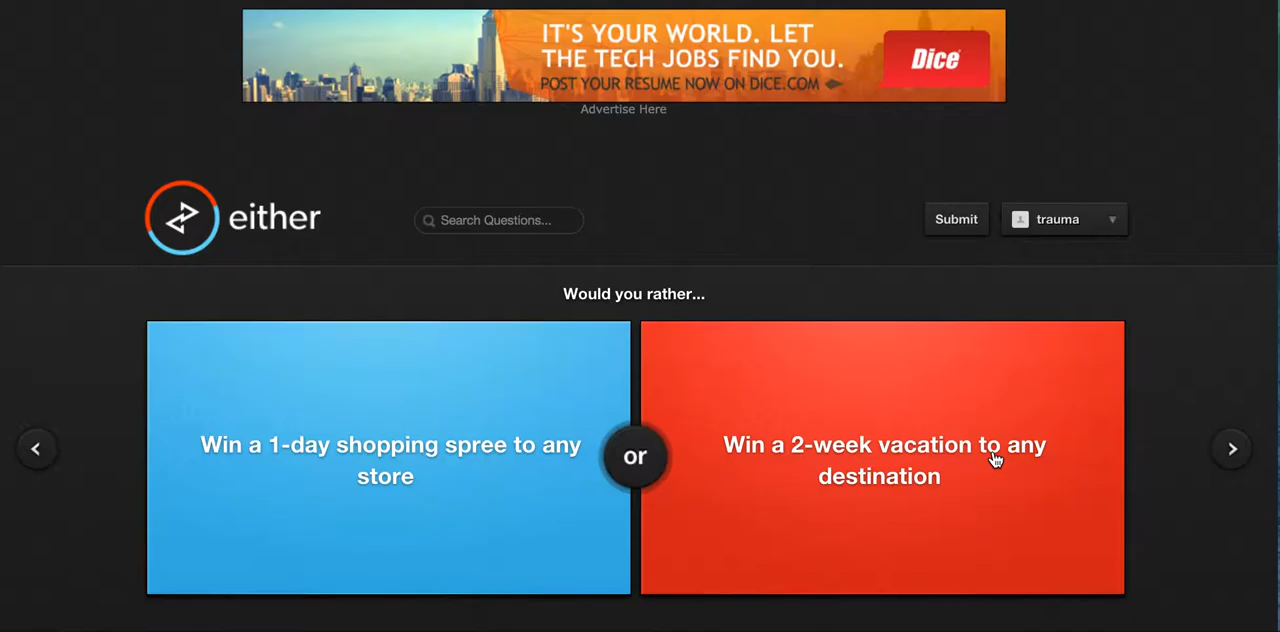 IT'S YOUR WORLD. LET
THE TECH JOBS FIND YOU.
POST YOUR RESUME NOW ON DICE.COM
Dice
Advertise Here
either
Search Questions...
Submit
trauma
Would you rather...
Win a 1-day shopping spree to any
store
or
Win a 2-week vacation to any
destination